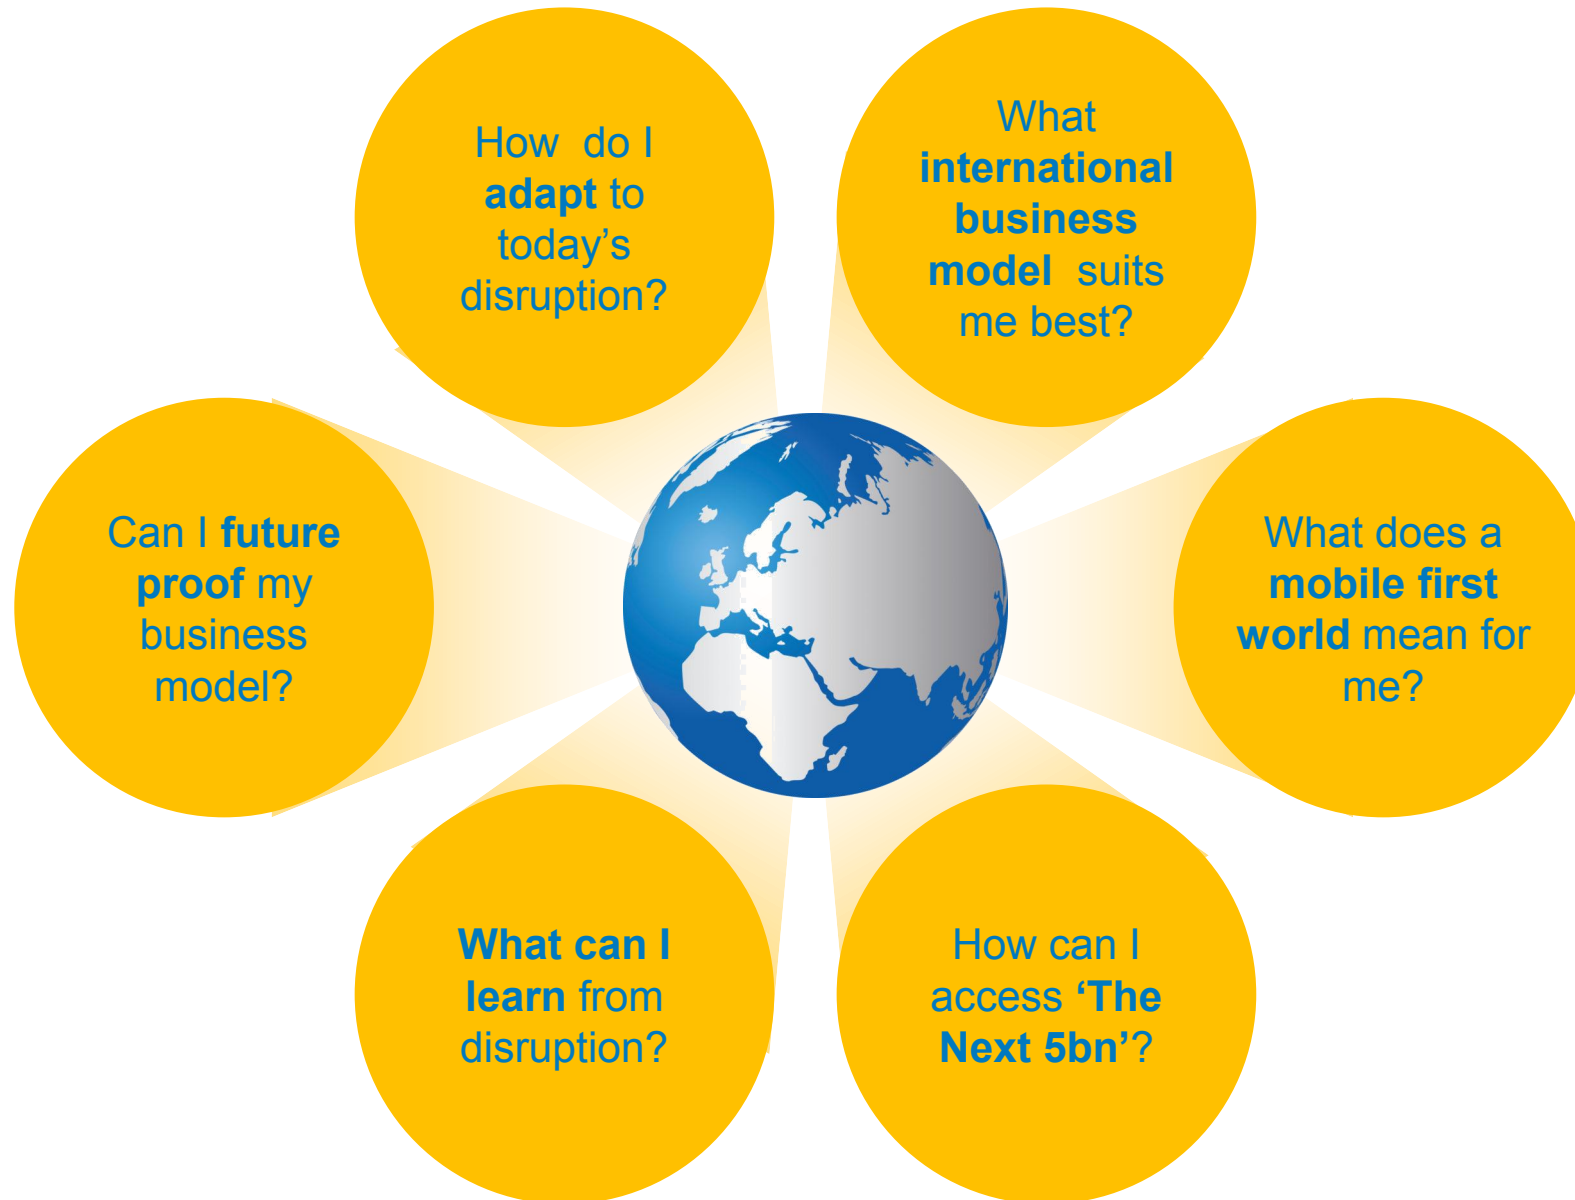 How do I
adapt to
today’s
disruption?
What
international
business
model suits
me best?
Can I future
proof my
business
model?
What does a
mobile first
world mean for
me?
What can I
learn from
disruption?
How can I
access ‘The
Next 5bn’?